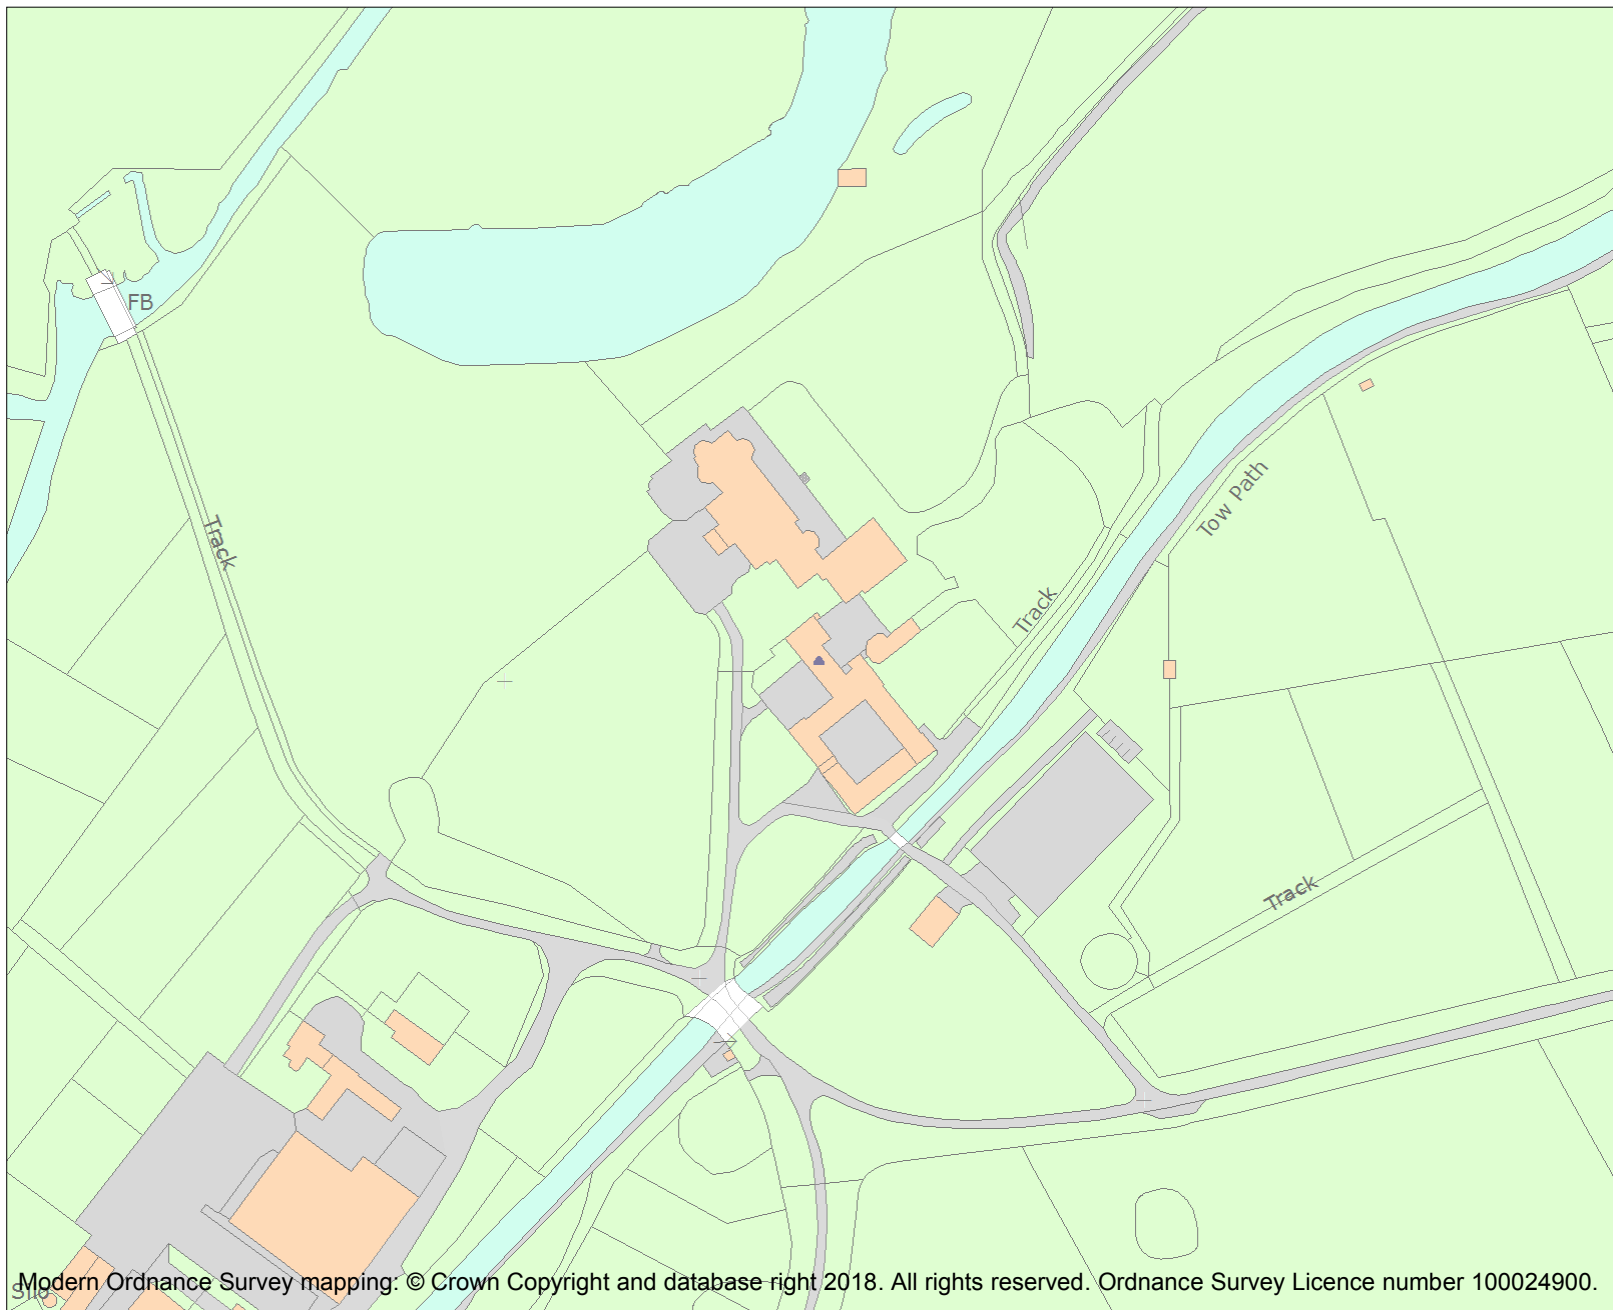 FB
Track
Tow Path
Track
Track
Silo
Modern Ordnance Survey mapping: © Crown Copyright and database right 2018. All rights reserved. Ordnance Survey Licence number 100024900.